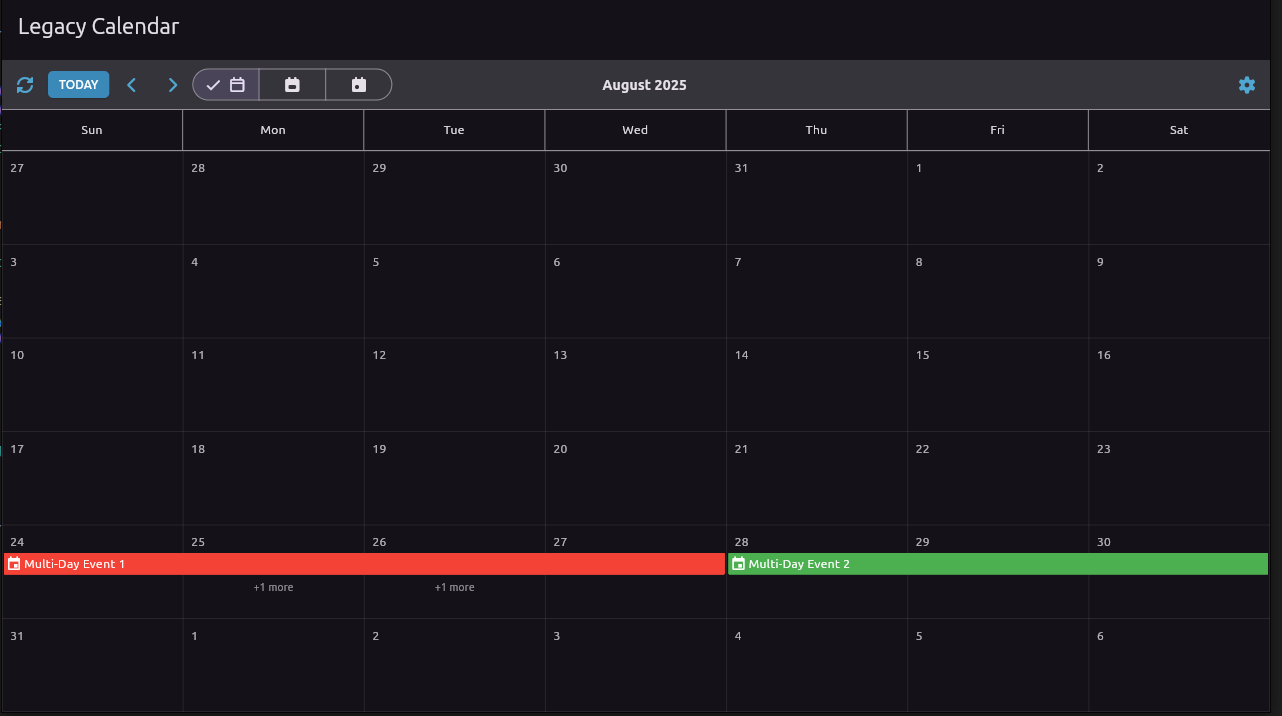 Legacy Calendar
TODAY
August 2025
Sun Mon Tue Wed Thu Fri Sat
27 28 29 30 31 1 2
3 4 5 6 7 8 9
10 11 12 13 14 15 16
17 18 19 20 21 22 23
24 25 26 27 28 29 30
Multi-Day Event 1 Multi-Day Event 2
+1 more +1 more
31 1 2 3 4 5 6